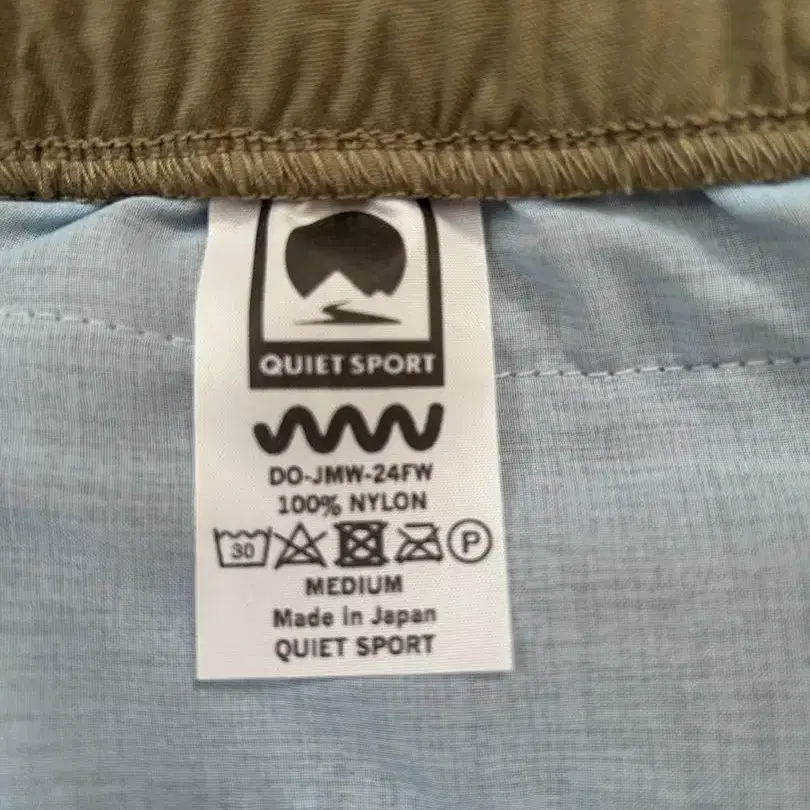 QUIET SPORT
DO-JMW-24FW
100% NYLON
30 P
MEDIUM
Made in Japan
QUIET SPORT